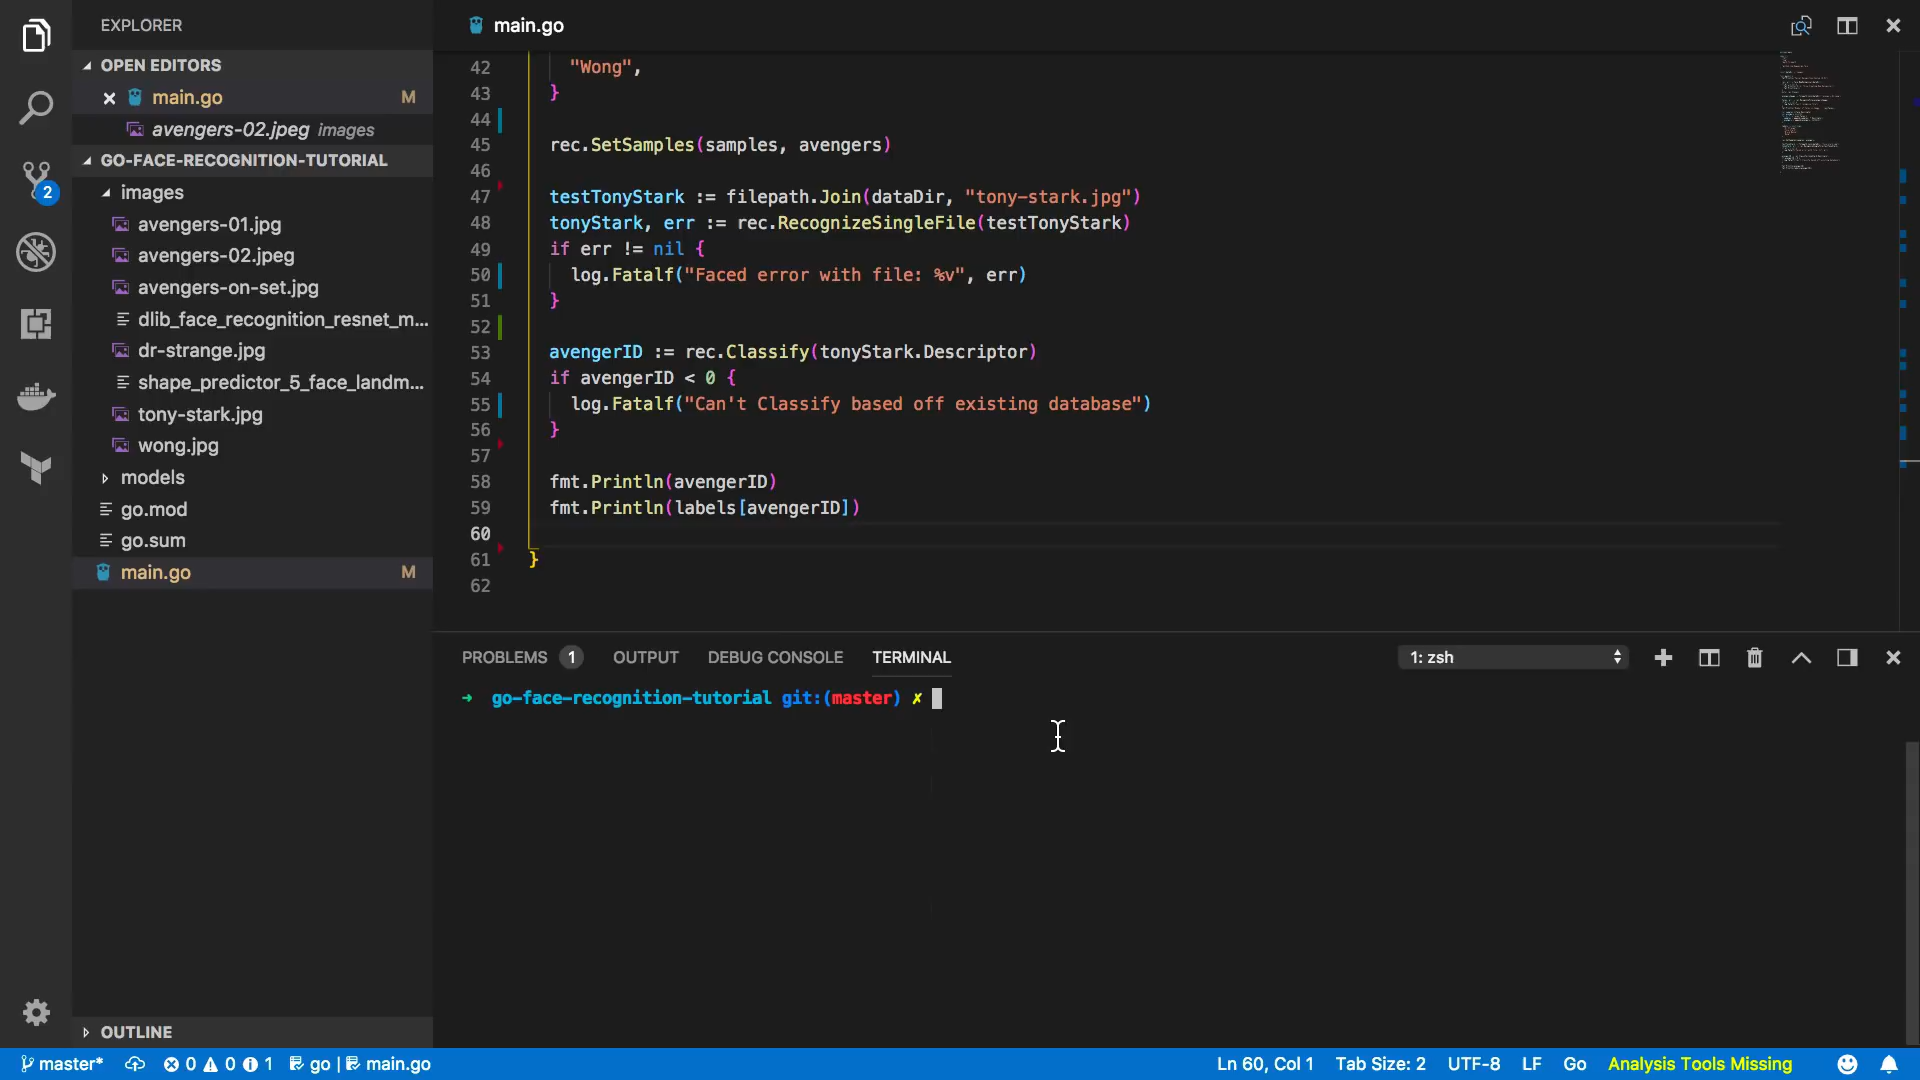 EXPLORER
OPEN EDITORS
main.go M
avengers-02.jpeg images
GO-FACE-RECOGNITION-TUTORIAL
images
avengers-01.jpg
avengers-02.jpeg
avengers-on-set.jpg
dlib_face_recognition_resnet_m...
dr-strange.jpg
shape_predictor_5_face_landm...
tony-stark.jpg
wong.jpg
models
go.mod
go.sum
main.go M
OUTLINE
2
main.go
42 "Wong",
43 }
44
45 rec.SetSamples(samples, avengers)
46
47 testTonyStark := filepath.Join(dataDir, "tony-stark.jpg")
48 tonyStark, err := rec.RecognizeSingleFile(testTonyStark)
49 if err != nil {
50 log.Fatalf("Faced error with file: %v", err)
51 }
52
53 avengerID := rec.Classify(tonyStark.Descriptor)
54 if avengerID < 0 {
55 log.Fatalf("Can't Classify based off existing database")
56 }
57
58 fmt.Println(avengerID)
59 fmt.Println(labels[avengerID])
60
61 }
62
PROBLEMS 1 OUTPUT DEBUG CONSOLE TERMINAL 1: zsh
→ go-face-recognition-tutorial git:(master) ✗
master* 0 0 1 go | main.go Ln 60, Col 1 Tab Size: 2 UTF-8 LF Go Analysis Tools Missing